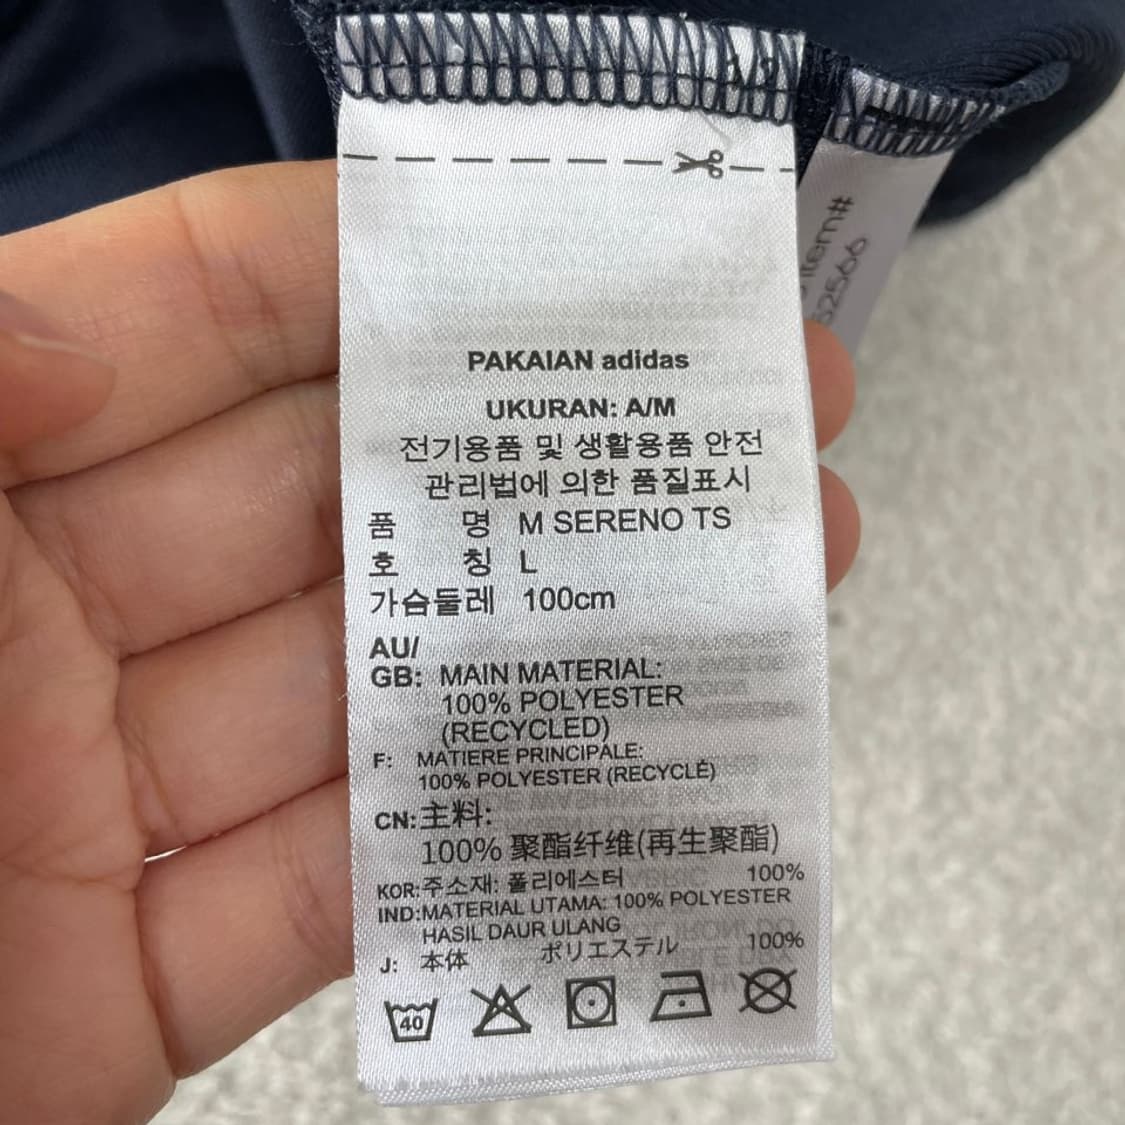 PAKAIAN adidas
UKURAN: A/M
전기용품 및 생활용품 안전
관리법에 의한 품질표시
품 명 M SERENO TS
호 칭 L
가슴둘레 100cm
AU/
GB: MAIN MATERIAL:
100% POLYESTER
(RECYCLED)
F: MATIERE PRINCIPALE:
100% POLYESTER (RECYCLÉ)
CN:主料:
100% 聚酯纤维(再生聚酯)
KOR:주소재: 폴리에스터 100%
IND:MATERIAL UTAMA: 100% POLYESTER
HASIL DAUR ULANG
J: 本体 ポリエステル 100%
40
item#
52566